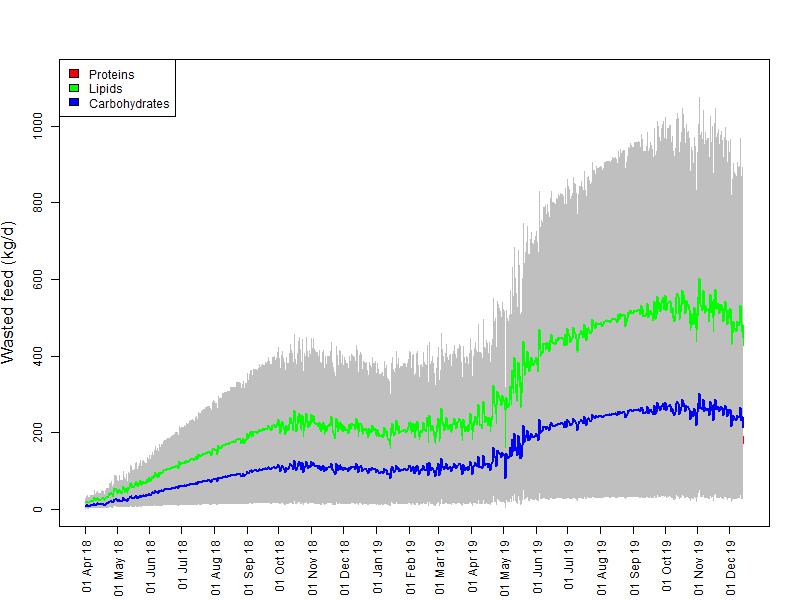 Proteins
Lipids
Carbohydrates
Wasted feed (kg/d)
1000
800
600
400
200
0
01 Apr 18
01 May 18
01 Jun 18
01 Jul 18
01 Aug 18
01 Sep 18
01 Oct 18
01 Nov 18
01 Dec 18
01 Jan 19
01 Feb 19
01 Mar 19
01 Apr 19
01 May 19
01 Jun 19
01 Jul 19
01 Aug 19
01 Sep 19
01 Oct 19
01 Nov 19
01 Dec 19